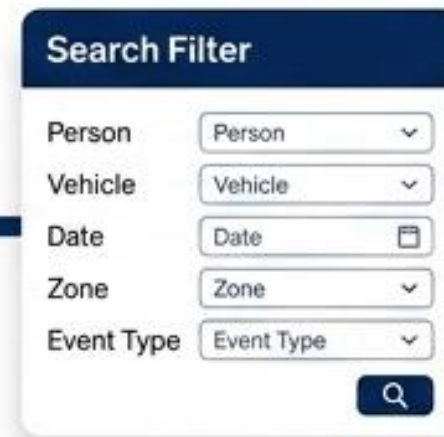 Search Filter
Person Person
Vehicle Vehicle
Date Date
Zone Zone
Event Type Event Type